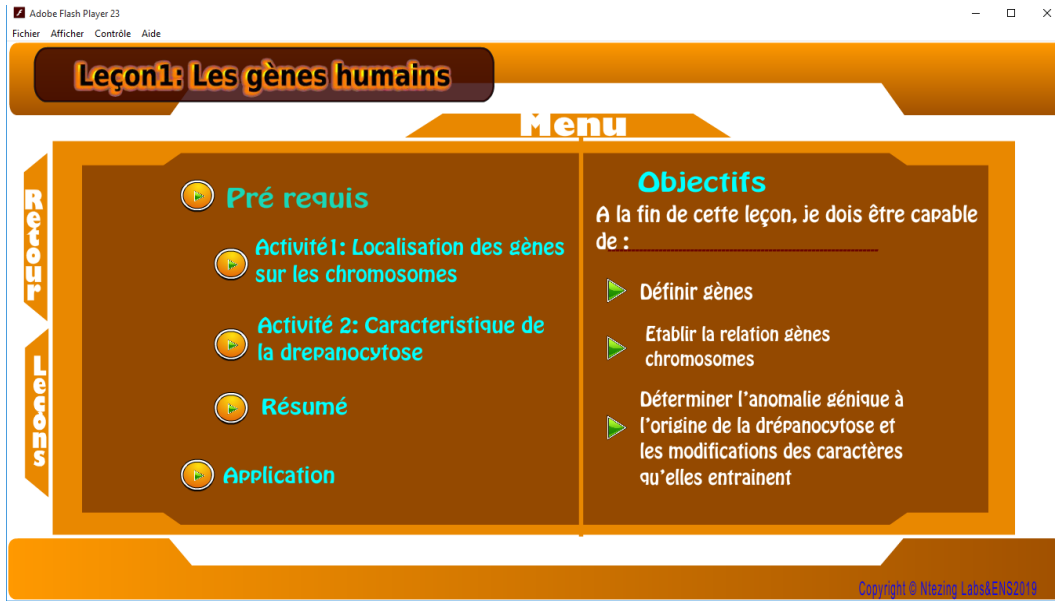 Adobe Flash Player 23
Fichier Afficher Contrôle Aide
Leçon1: Les gènes humains
Menu
Retour
Leçons
Pré requis
Activité1: Localisation des gènes
sur les chromosomes
Activité 2: Caracteristique de
la drepanocytose
Résumé
Application
Objectifs
A la fin de cette leçon, je dois être capable
de :
Définir gènes
Etablir la relation gènes
chromosomes
Déterminer l'anomalie génique à
l'origine de la drépanocytose et
les modifications des caractères
qu'elles entrainent
Copyright © Ntezing Labs&ENS2019